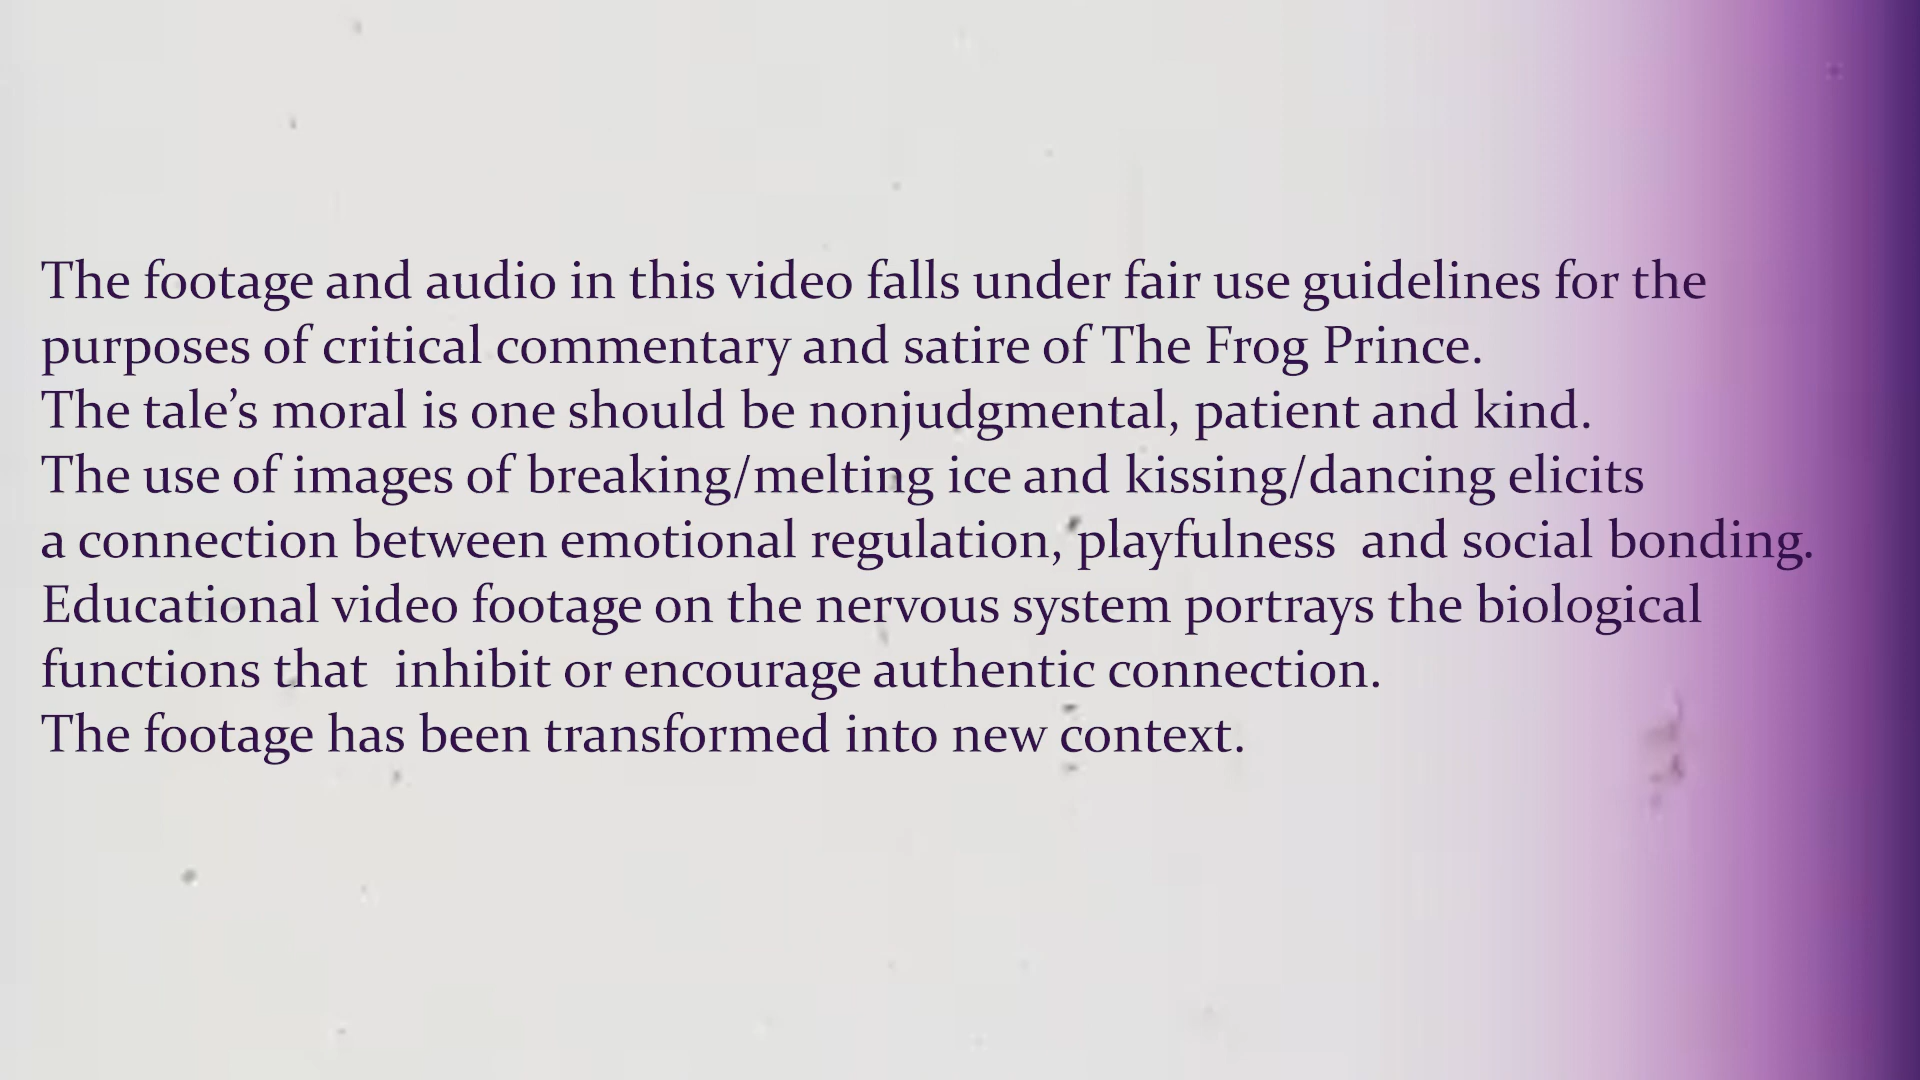 The footage and audio in this video falls under fair use guidelines for the
purposes of critical commentary and satire of The Frog Prince.
The tale’s moral is one should be nonjudgmental, patient and kind.
The use of images of breaking/melting ice and kissing/dancing elicits
a connection between emotional regulation, playfulness  and social bonding.
Educational video footage on the nervous system portrays the biological
functions that  inhibit or encourage authentic connection.
The footage has been transformed into new context.